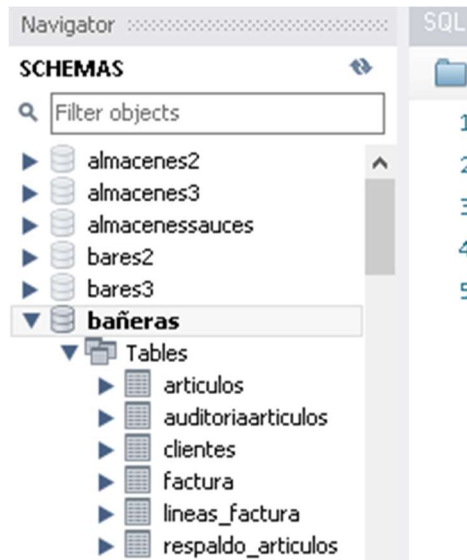 Navigator
SQL
SCHEMAS
Filter objects
1
2
3
4
5
almacenes2
almacenes3
almacenessauces
bares2
bares3
bañeras
Tables
articulos
auditoriaarticulos
clientes
factura
lineas_factura
respaldo_articulos